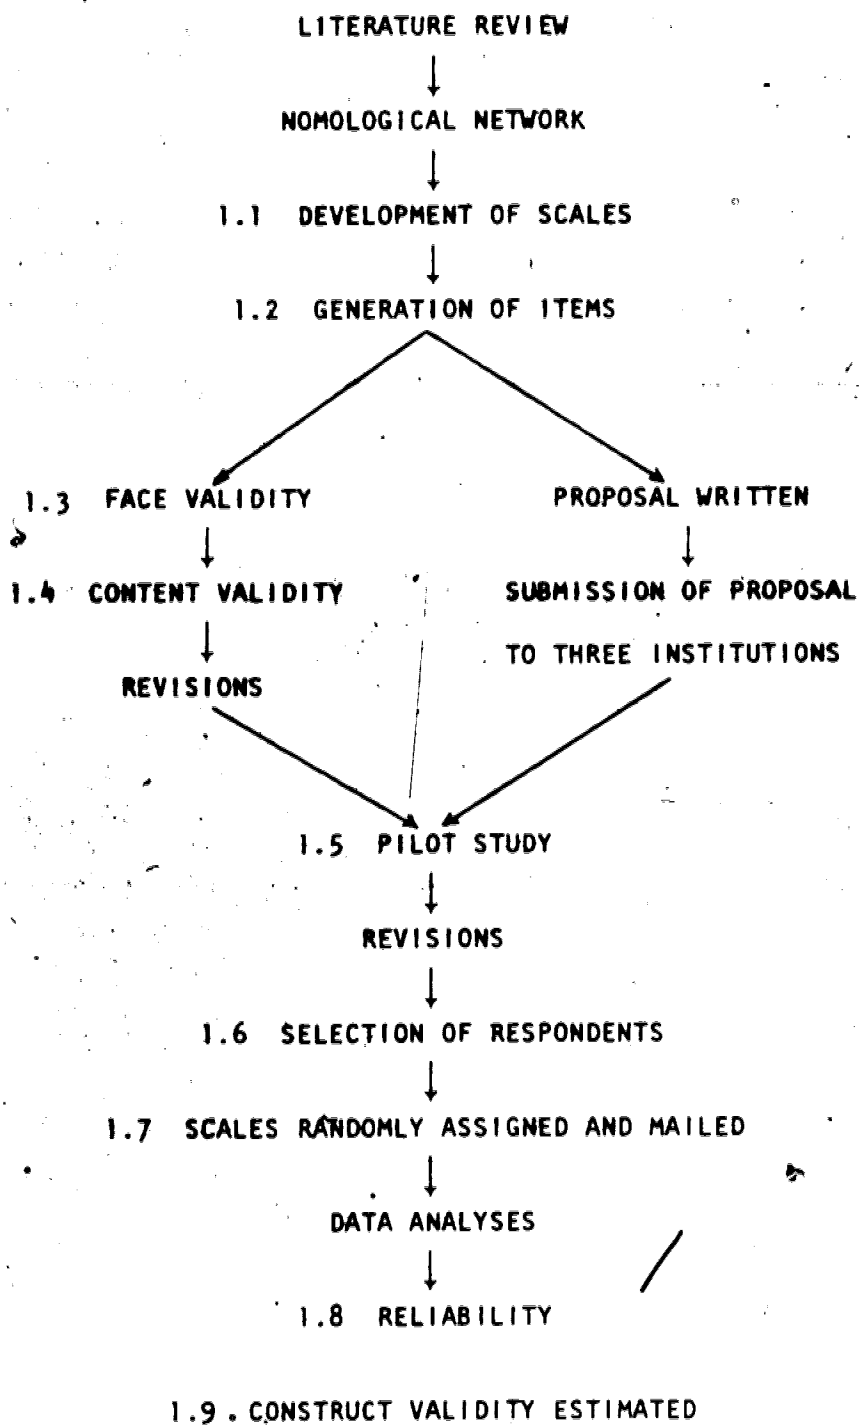 LITERATURE REVIEW
NOMOLOGICAL NETWORK
1.1 DEVELOPMENT OF SCALES
1.2 GENERATION OF ITEMS
1.3 FACE VALIDITY
PROPOSAL WRITTEN
1.4 CONTENT VALIDITY
SUBMISSION OF PROPOSAL
TO THREE INSTITUTIONS
REVISIONS
1.5 PILOT STUDY
REVISIONS
1.6 SELECTION OF RESPONDENTS
1.7 SCALES RANDOMLY ASSIGNED AND MAILED
DATA ANALYSES
1.8 RELIABILITY
1.9. CONSTRUCT VALIDITY ESTIMATED